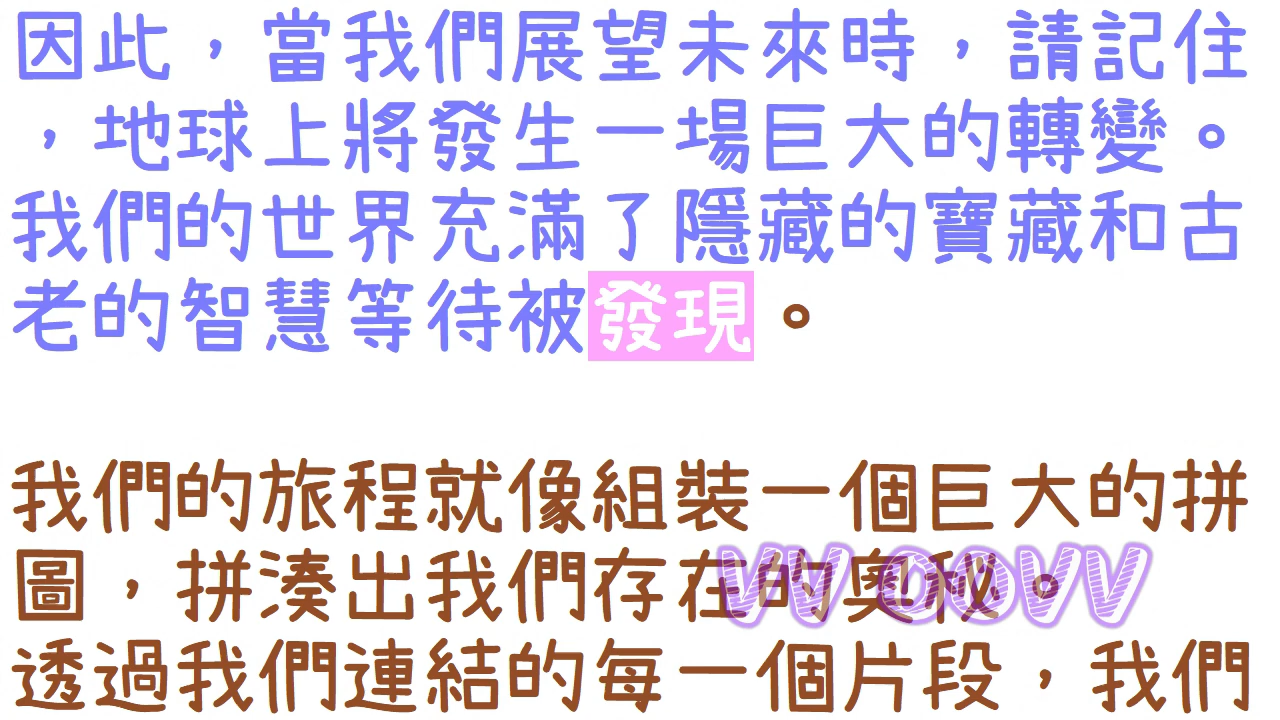 因此，當我們展望未來時，請記住
，地球上將發生一場巨大的轉變。
我們的世界充滿了隱藏的寶藏和古
老的智慧等待被發現。
我們的旅程就像組裝一個巨大的拼
圖，拼湊出我們存在的奧秘。
VV OOVV
透過我們連結的每一個片段，我們